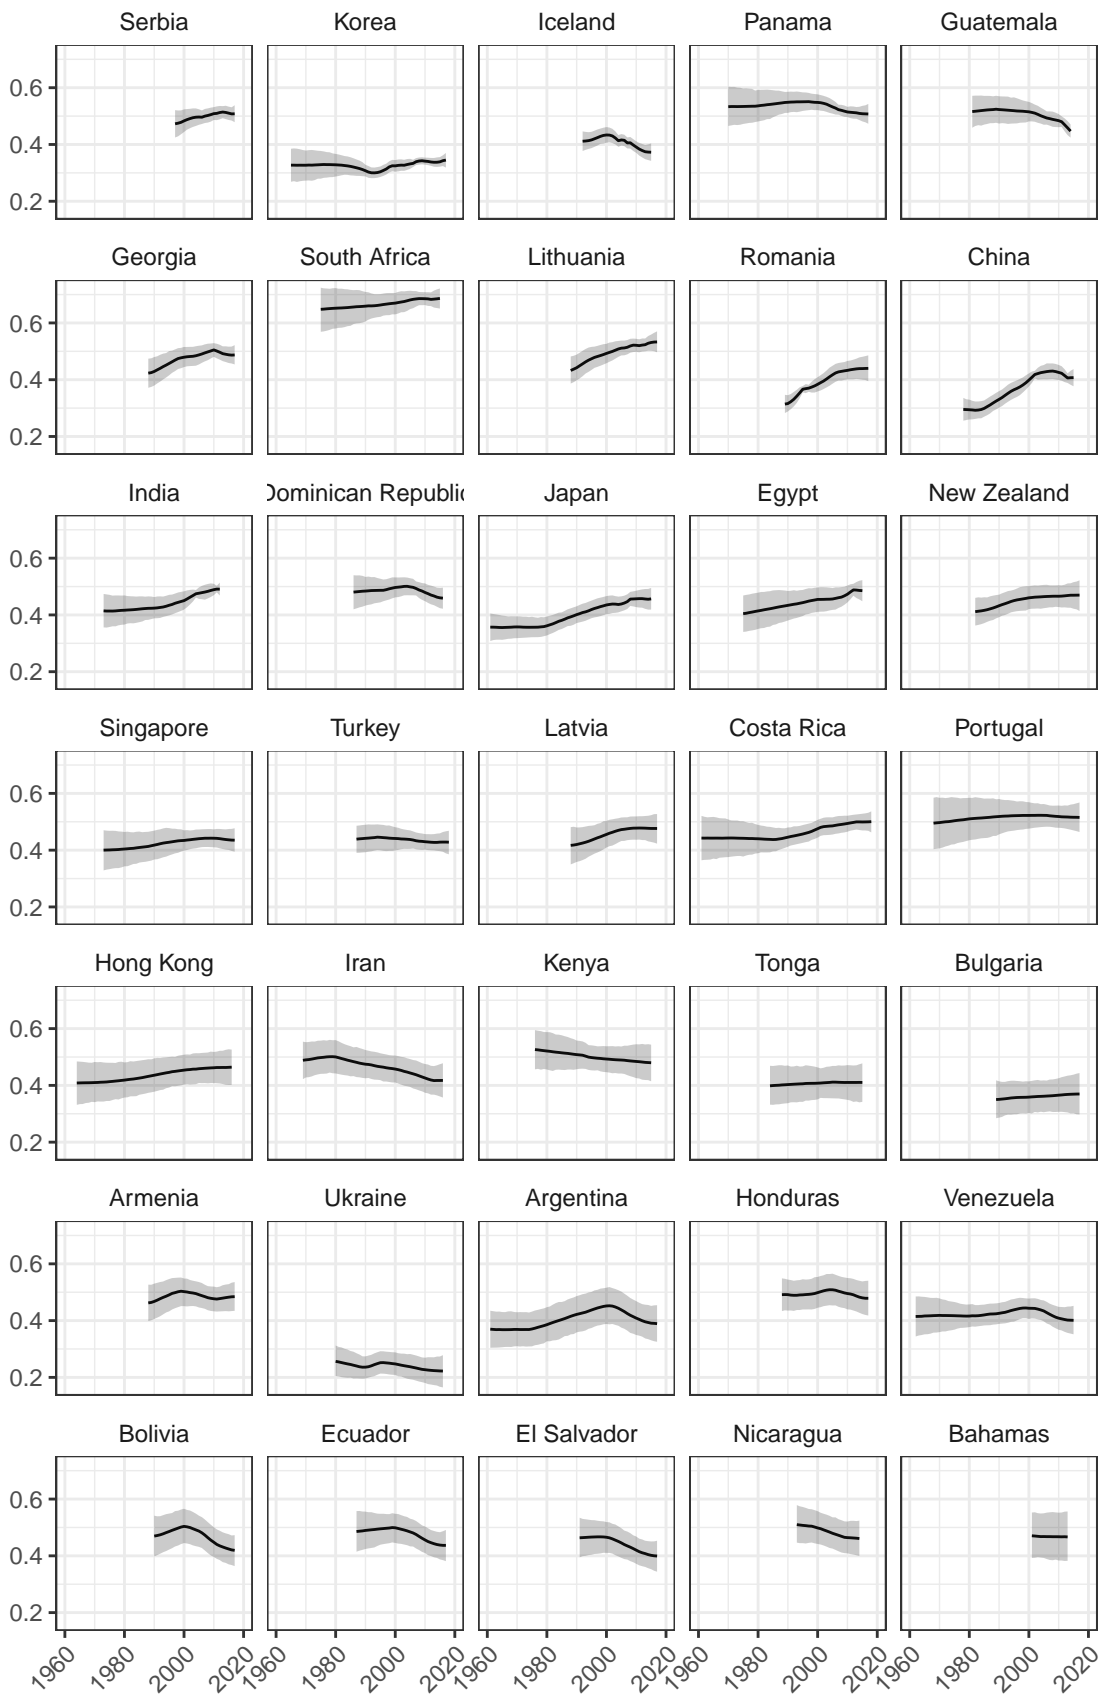 Serbia Korea Iceland Panama Guatemala
0.6
0.4
0.2
Georgia South Africa Lithuania Romania China
0.6
0.4
0.2
India Dominican Republic Japan Egypt New Zealand
0.6
0.4
0.2
Singapore Turkey Latvia Costa Rica Portugal
0.6
0.4
0.2
Hong Kong Iran Kenya Tonga Bulgaria
0.6
0.4
0.2
Armenia Ukraine Argentina Honduras Venezuela
0.6
0.4
0.2
Bolivia Ecuador El Salvador Nicaragua Bahamas
0.6
0.4
0.2
1960 1980 2000 2020 1960 1980 2000 2020 1960 1980 2000 2020 1960 1980 2000 2020 1960 1980 2000 2020